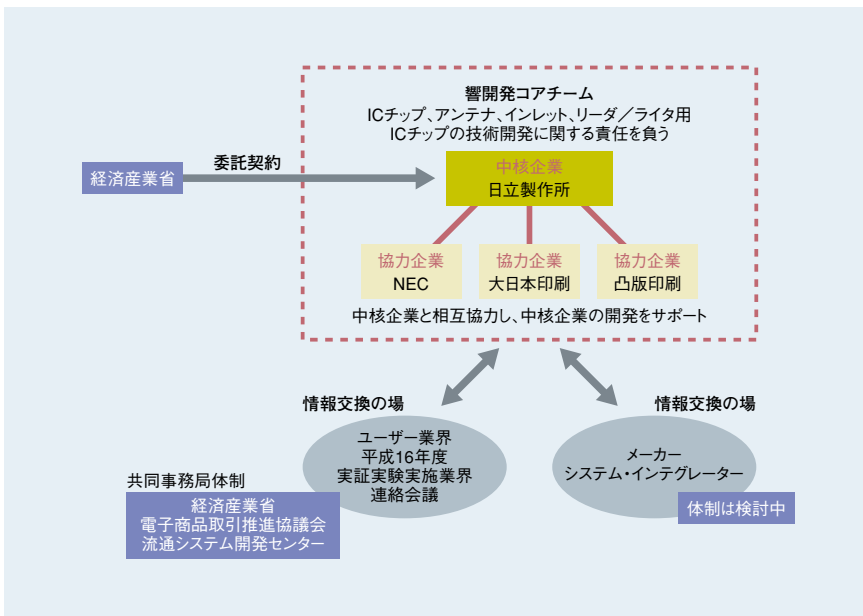 響開発コアチーム
ICチップ、アンテナ、インレット、リーダ／ライタ用
ICチップの技術開発に関する責任を負う
委託契約
経済産業省
中核企業
日立製作所
協力企業
NEC
協力企業
大日本印刷
協力企業
凸版印刷
中核企業と相互協力し、中核企業の開発をサポート
情報交換の場
ユーザー業界
平成16年度
実証実験実施業界
連絡会議
共同事務局体制
経済産業省
電子商品取引推進協議会
流通システム開発センター
情報交換の場
メーカー
システム・インテグレーター
体制は検討中